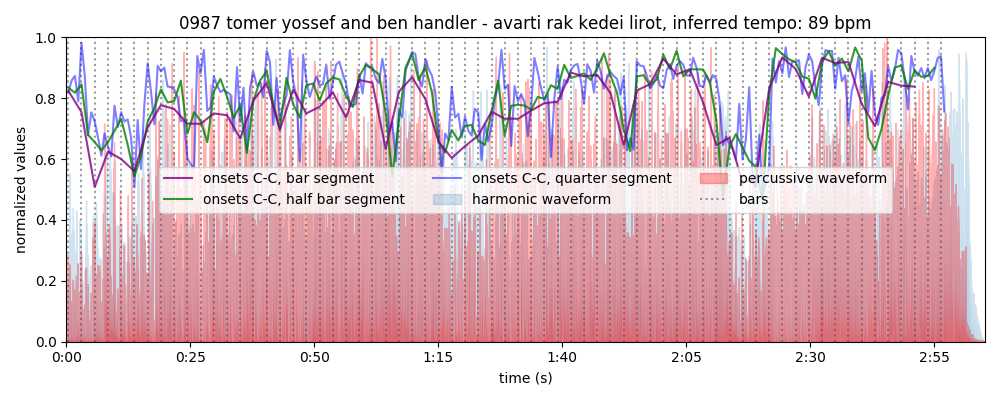 0987 tomer yossef and ben handler - avarti rak kedei lirot, inferred tempo: 89 bpm
normalized values
1.0
0.8
0.6
0.4
0.2
0.0
onsets C-C, bar segment
onsets C-C, half bar segment
onsets C-C, quarter segment
harmonic waveform
percussive waveform
bars
0:00 0:25 0:50 1:15 1:40 2:05 2:30 2:55
time (s)